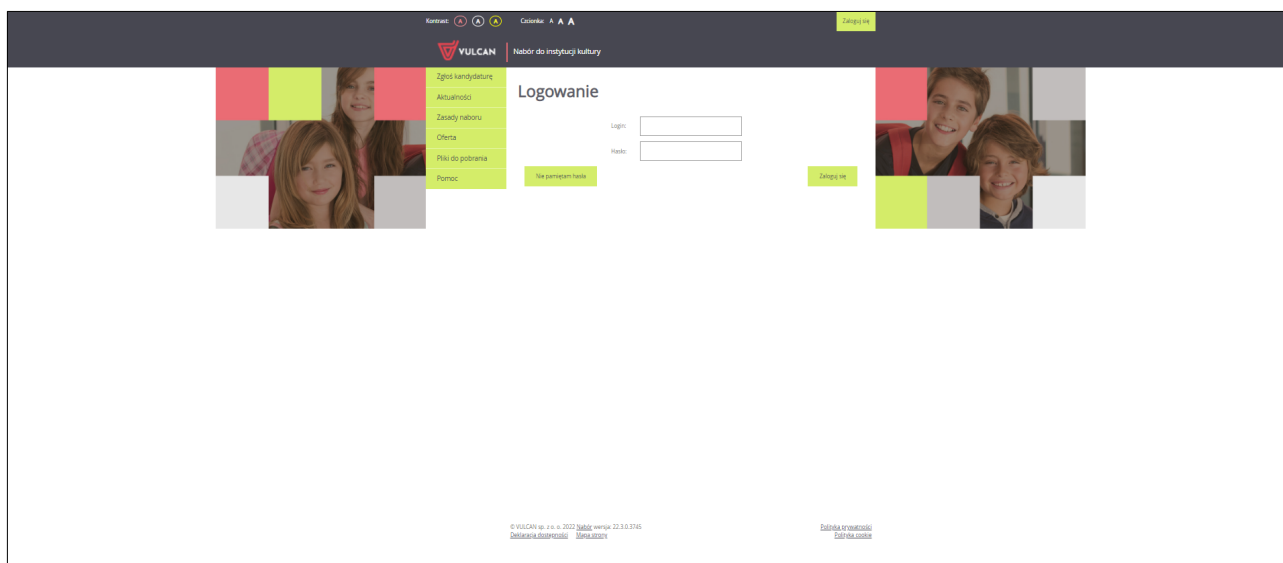 Kontrast: A A A Czcionka: A A A Zaloguj się
VULCAN Nabór do instytucji kultury
Zgłoś kandydaturę
Aktualności
Zasady naboru
Oferta
Pliki do pobrania
Pomoc
Logowanie
Login:
Hasło:
Nie pamiętam hasła Zaloguj się
© VULCAN sp. z o. o. 2022 Nabór wersja: 22.3.0.3745 Polityka prywatności
Deklaracja dostępności Mapa strony Polityka cookie